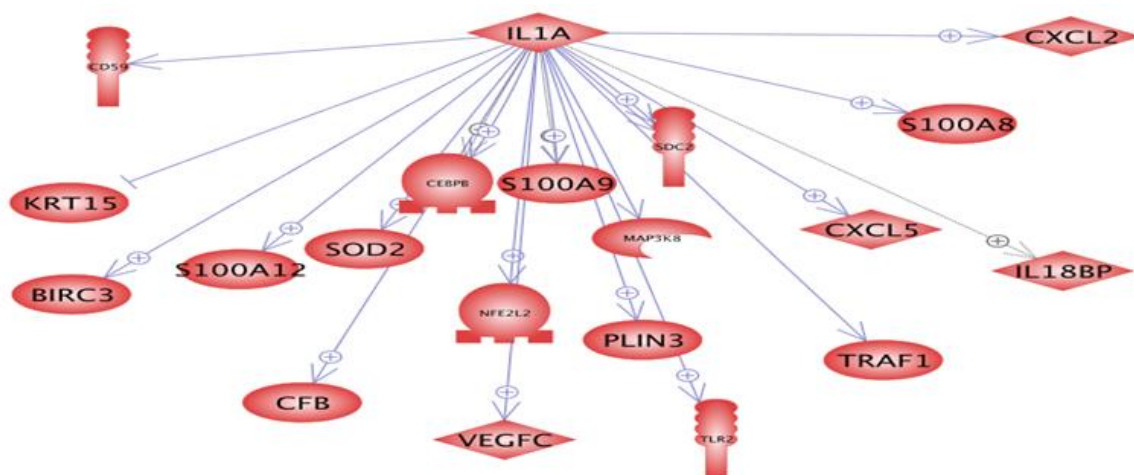 IL1A
CXCL2
CD59
S100A8
SDC2
CEBPB
S100A9
KRT15
CXCL5
MAP3K8
SOD2
S100A12
IL18BP
BIRC3
NFE2L2
PLIN3
TRAF1
CFB
VEGFC
TLR2